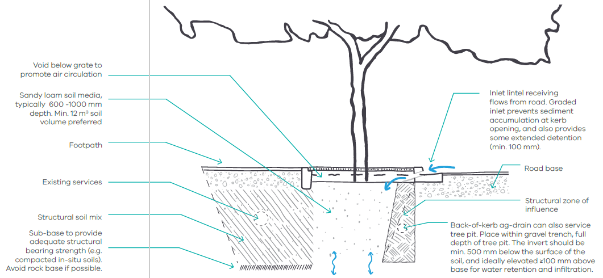 Void below grate to
promote air circulation
Sandy loam soil media,
typically 600 -1000 mm
depth. Min. 12 m³ soil
volume preferred
Footpath
Existing services
Structural soil mix
Sub-base to provide
adequate structural
bearing strength (e.g.
compacted in-situ soils).
Avoid rock base if possible.
Inlet lintel receiving
flows from road. Graded
inlet prevents sediment
accumulation at kerb
opening, and also provides
some extended detention
(min. 100mm).
Road base
Structural zone of
influence
Back-of-kerb ag-drain can also service
tree pit. Place within gravel trench, full
depth of tree pit. The invert should be
min. 500 mm below the surface of the
soil, and ideally elevated ≥100 mm above
base for water retention and infiltration.